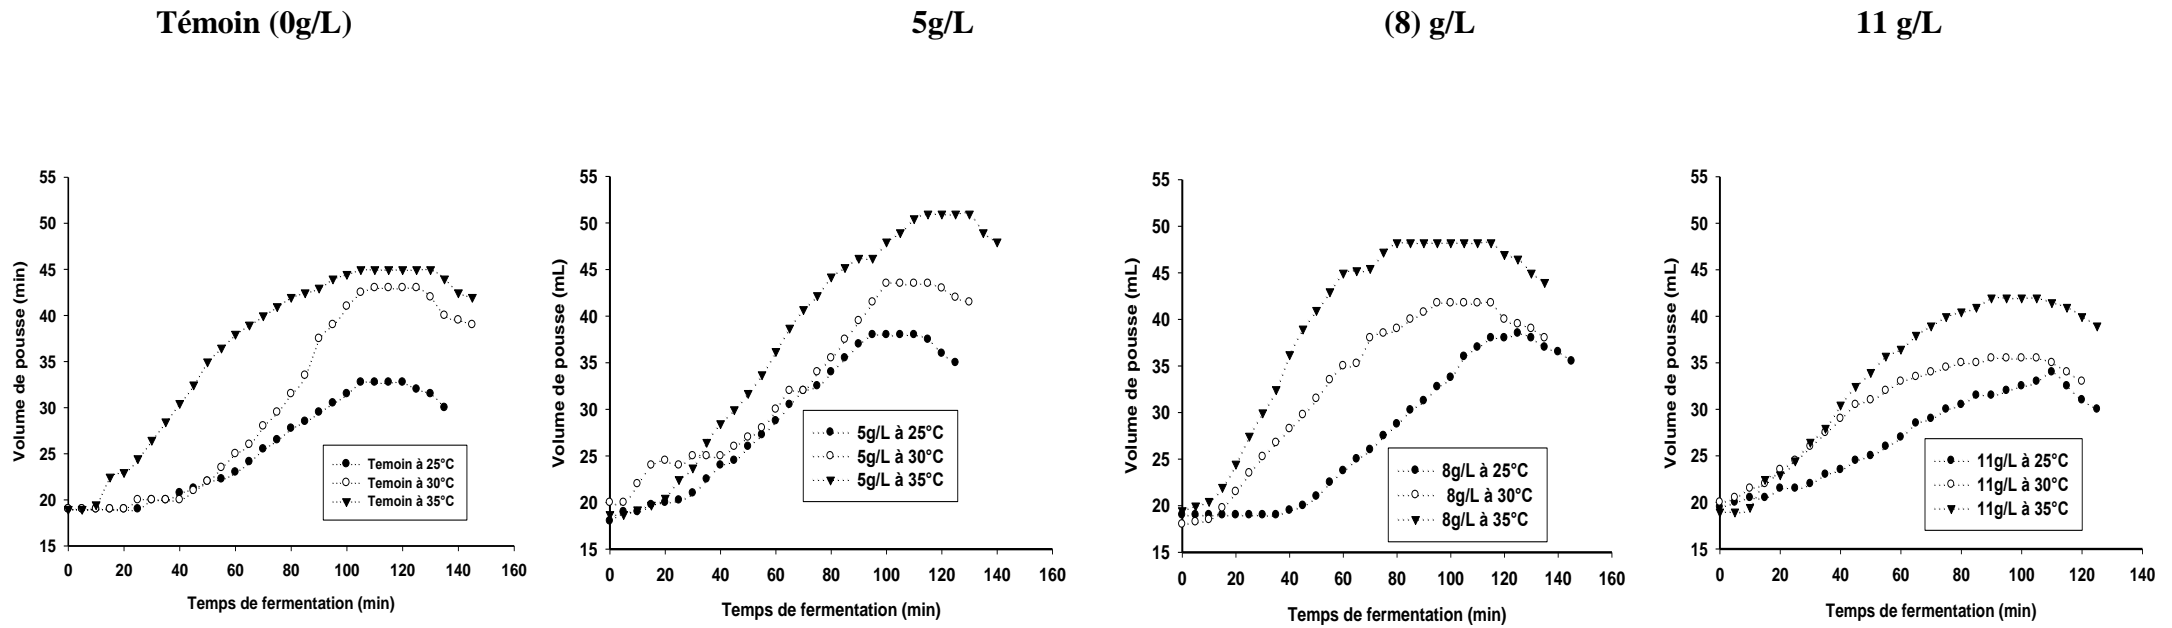 Témoin (0g/L)
5g/L
(8) g/L
11 g/L
Volume de pousse (min)
55
50
45
40
35
30
25
20
15
Temoin à 25°C
Temoin à 30°C
Temoin à 35°C
0 20 40 60 80 100 120 140 160
Temps de fermentation (min)
Volume de pousse (mL)
55
50
45
40
35
30
25
20
15
5g/L à 25°C
5g/L à 30°C
5g/L à 35°C
0 20 40 60 80 100 120 140 160
Temps de fermentation (min)
Volume de pousse (mL)
55
50
45
40
35
30
25
20
15
8g/L à 25°C
8g/L à 30°C
8g/L à 35°C
0 20 40 60 80 100 120 140 160
Temps de fermentation (min)
Volume de pousse (mL)
55
50
45
40
35
30
25
20
15
11g/L à 25°C
11g/L à 30°C
11g/L à 35°C
0 20 40 60 80 100 120 140
Temps de fermentation (min)